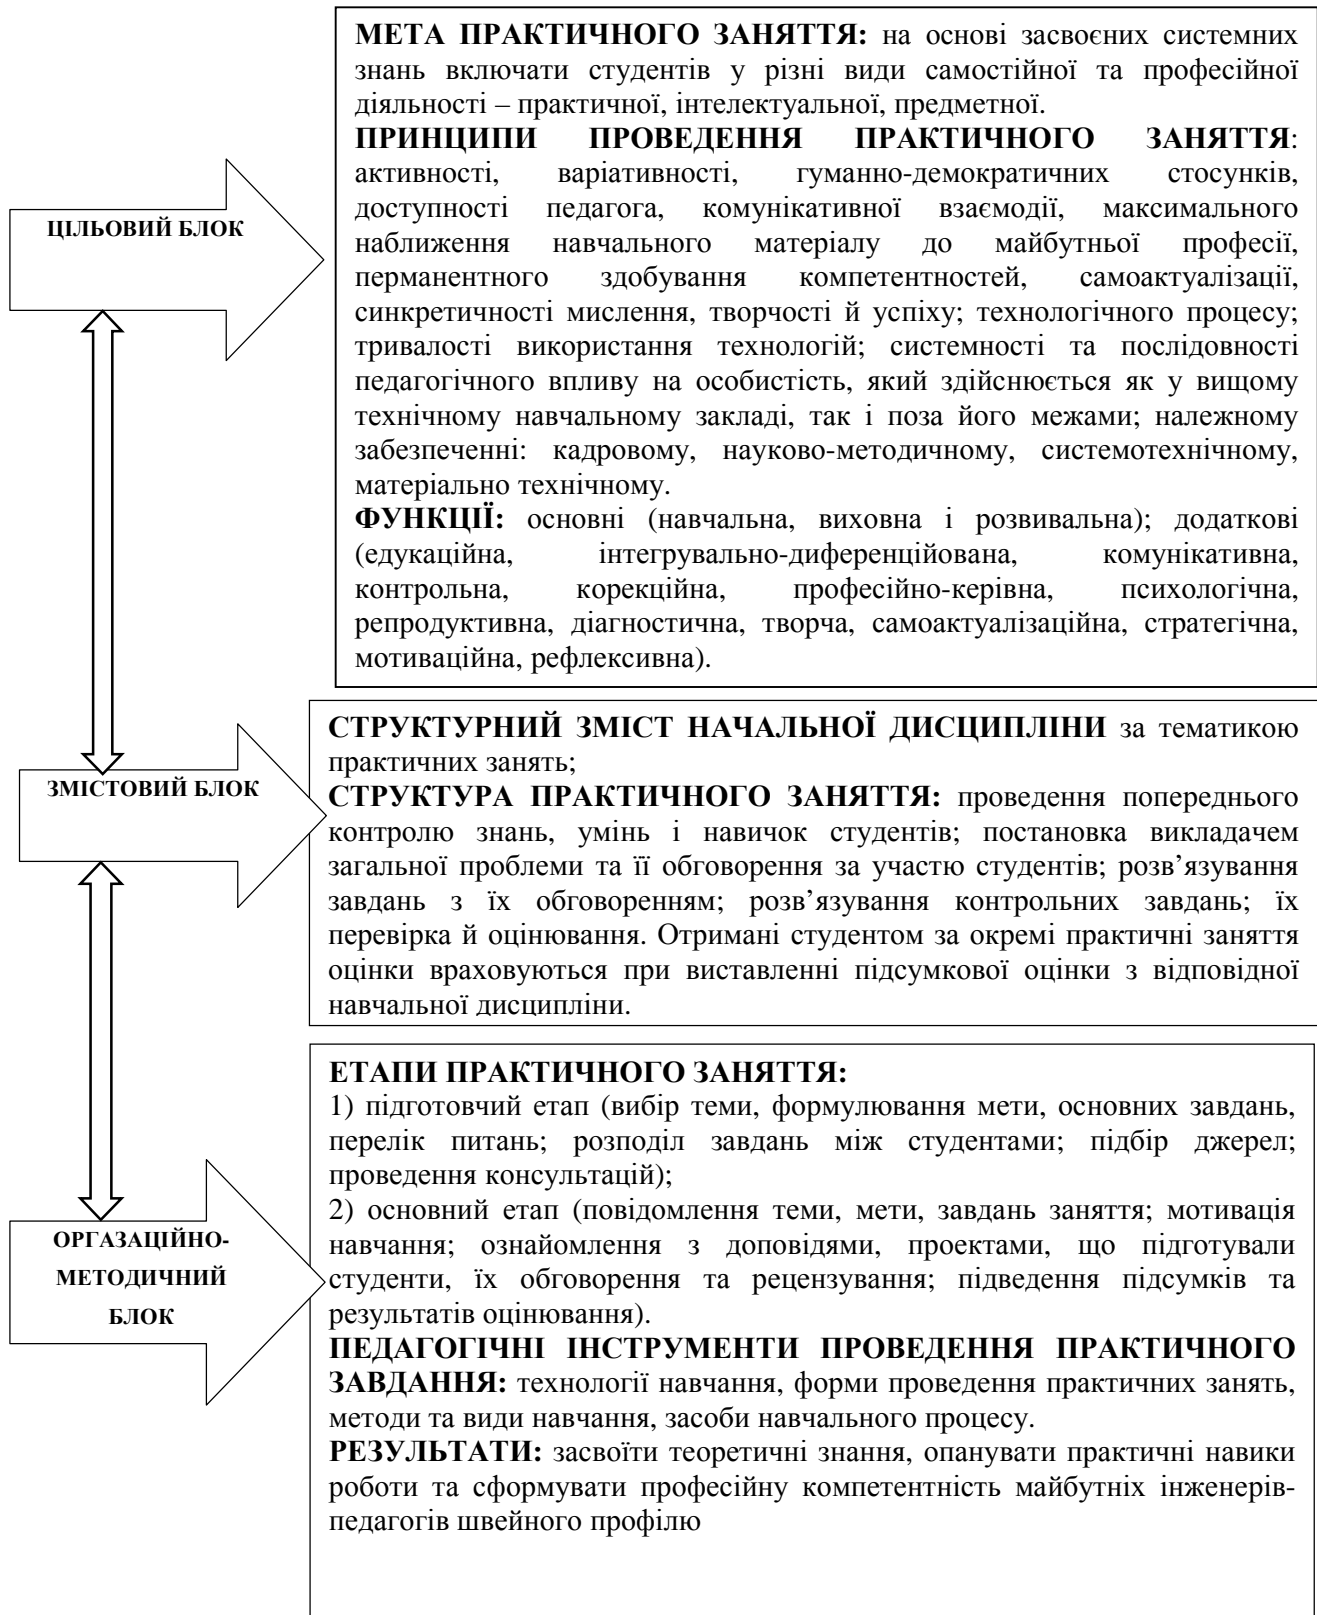 МЕТА ПРАКТИЧНОГО ЗАНЯТТЯ: на основі засвоєних системних
знань включати студентів у різні види самостійної та професійної
діяльності – практичної, інтелектуальної, предметної.
ПРИНЦИПИ ПРОВЕДЕННЯ ПРАКТИЧНОГО ЗАНЯТТЯ:
активності, варіативності, гуманно-демократичних стосунків,
доступності педагога, комунікативної взаємодії, максимального
наближення навчального матеріалу до майбутньої професії,
перманентного здобування компетентностей, самоактуалізації,
синкретичності мислення, творчості й успіху; технологічного процесу;
тривалості використання технологій; системності та послідовності
педагогічного впливу на особистість, який здійснюється як у вищому
технічному навчальному закладі, так і поза його межами; належному
забезпеченні: кадровому, науково-методичному, системотехнічному,
матеріально технічному.
ФУНКЦІЇ: основні (навчальна, виховна і розвивальна); додаткові
(едукаційна, інтегрувально-диференційована, комунікативна,
контрольна, корекційна, професійно-керівна, психологічна,
репродуктивна, діагностична, творча, самоактуалізаційна, стратегічна,
мотиваційна, рефлексивна).
ЦІЛЬОВИЙ БЛОК
СТРУКТУРНИЙ ЗМІСТ НАЧАЛЬНОЇ ДИСЦИПЛІНИ за тематикою
практичних занять;
СТРУКТУРА ПРАКТИЧНОГО ЗАНЯТТЯ: проведення попереднього
контролю знань, умінь і навичок студентів; постановка викладачем
загальної проблеми та її обговорення за участю студентів; розв’язування
завдань з їх обговоренням; розв’язування контрольних завдань; їх
перевірка й оцінювання. Отримані студентом за окремі практичні заняття
оцінки враховуються при виставленні підсумкової оцінки з відповідної
навчальної дисципліни.
ЗМІСТОВИЙ БЛОК
ЕТАПИ ПРАКТИЧНОГО ЗАНЯТТЯ:
1) підготовчий етап (вибір теми, формулювання мети, основних завдань,
перелік питань; розподіл завдань між студентами; підбір джерел;
проведення консультацій);
2) основний етап (повідомлення теми, мети, завдань заняття; мотивація
навчання; ознайомлення з доповідями, проектами, що підготували
студенти, їх обговорення та рецензування; підведення підсумків та
результатів оцінювання).
ПЕДАГОГІЧНІ ІНСТРУМЕНТИ ПРОВЕДЕННЯ ПРАКТИЧНОГО
ЗАВДАННЯ: технології навчання, форми проведення практичних занять,
методи та види навчання, засоби навчального процесу.
РЕЗУЛЬТАТИ: засвоїти теоретичні знання, опанувати практичні навики
роботи та сформувати професійну компетентність майбутніх інженерів-
педагогів швейного профілю
ОРГАЗАЦІЙНО-
МЕТОДИЧНИЙ
БЛОК